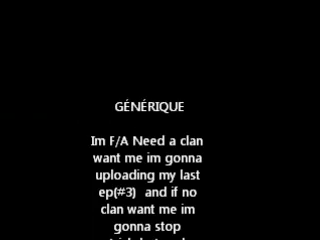 GÉNÉRIQUE
Im F/A Need a clan
want me im gonna
uploading my last
ep(#3) and if no
clan want me im
gonna stop